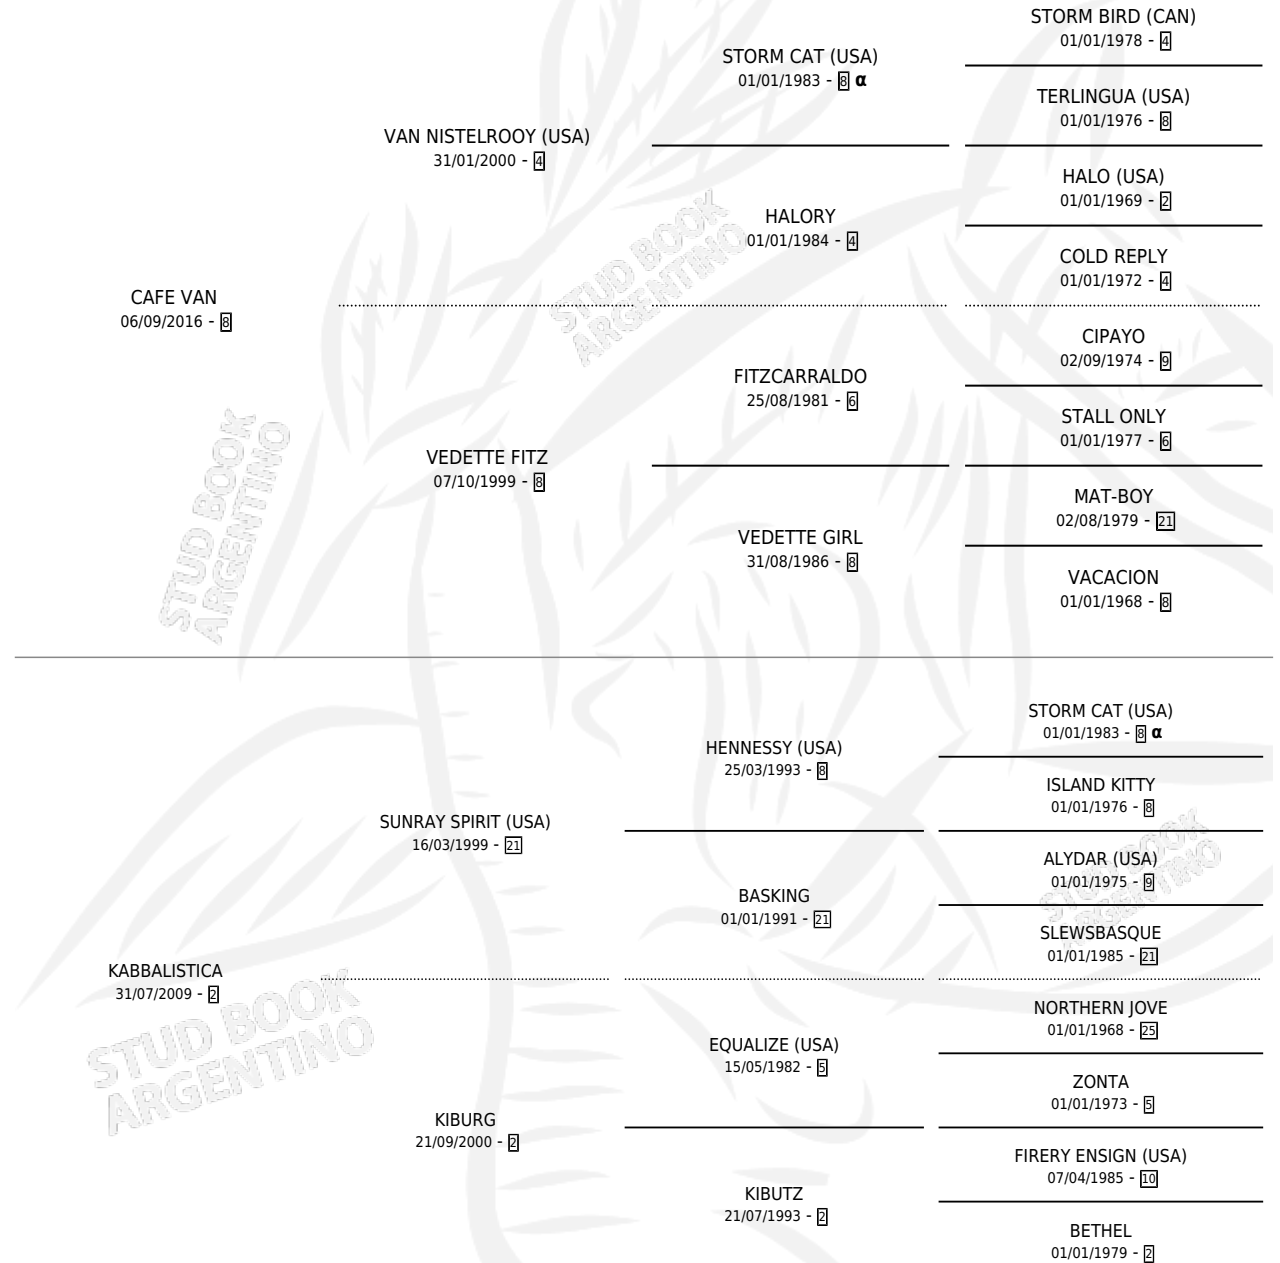 STORM BIRD (CAN)
01/01/1978 - 4
STORM CAT (USA)
01/01/1983 - 8 α
TERLINGUA (USA)
01/01/1976 - 8
VAN NISTELROOY (USA)
31/01/2000 - 4
HALO (USA)
01/01/1969 - 2
HALORY
01/01/1984 - 4
COLD REPLY
01/01/1972 - 4
CAFE VAN
06/09/2016 - 8
CIPAYO
02/09/1974 - 9
FITZCARRALDO
25/08/1981 - 6
STALL ONLY
01/01/1977 - 6
VEDETTE FITZ
07/10/1999 - 8
MAT-BOY
02/08/1979 - 21
VEDETTE GIRL
31/08/1986 - 8
VACACION
01/01/1968 - 8
STORM CAT (USA)
01/01/1983 - 8 α
HENNESSY (USA)
25/03/1993 - 8
ISLAND KITTY
01/01/1976 - 8
SUNRAY SPIRIT (USA)
16/03/1999 - 21
ALYDAR (USA)
01/01/1975 - 9
BASKING
01/01/1991 - 21
SLEWSBASQUE
01/01/1985 - 21
KABBALISTICA
31/07/2009 - 2
NORTHERN JOVE
01/01/1968 - 25
EQUALIZE (USA)
15/05/1982 - 5
ZONTA
01/01/1973 - 5
KIBURG
21/09/2000 - 2
FIRERY ENSIGN (USA)
07/04/1985 - 10
KIBUTZ
21/07/1993 - 2
BETHEL
01/01/1979 - 2
STUD BOOK
ARGENTINO
STUD BOOK
ARGENTINO
STUD BOOK
ARGENTINO
STUD BOOK
ARGENTINO